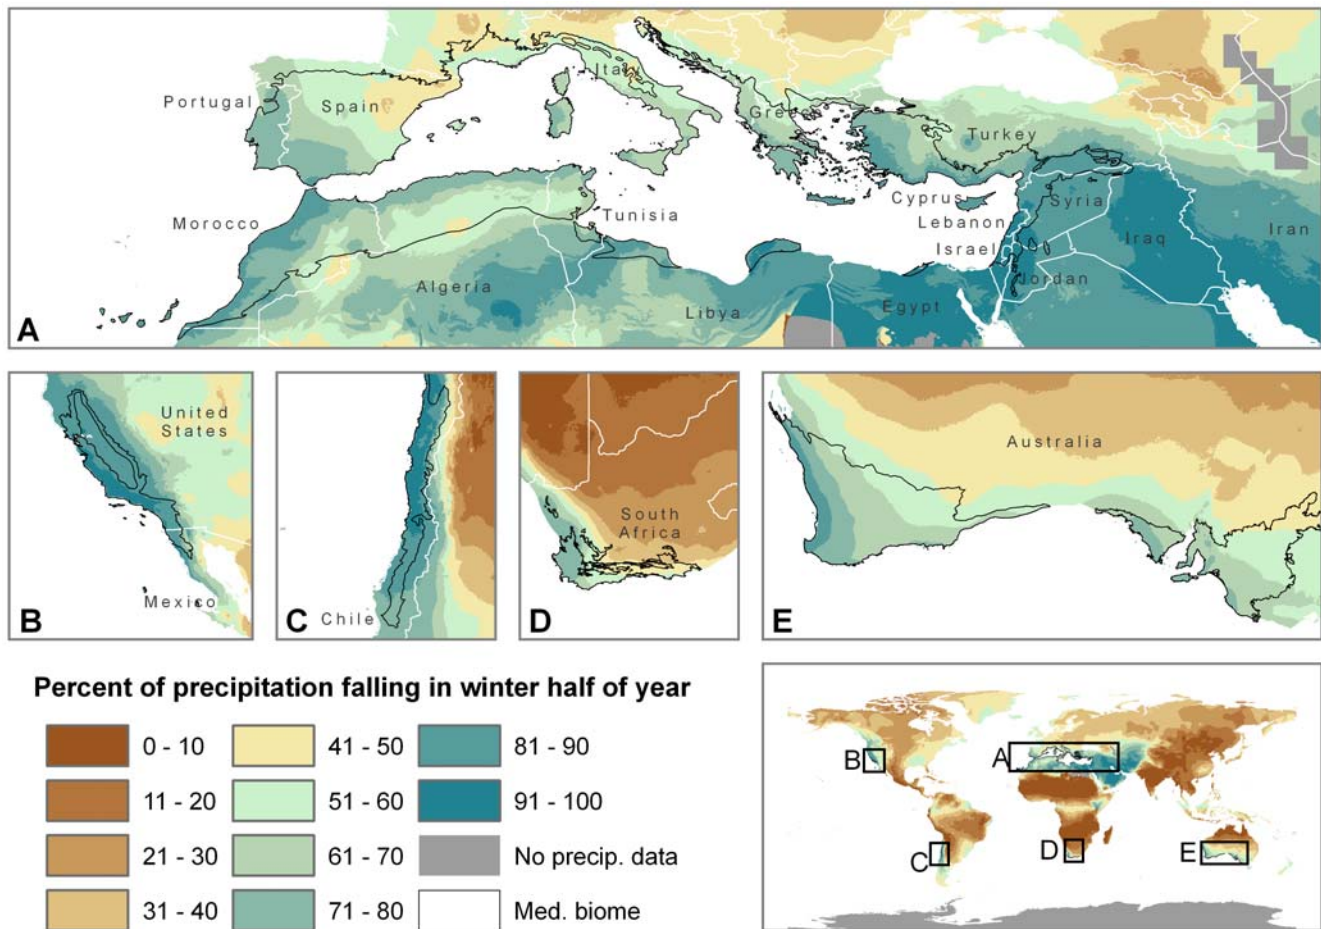 Portugal
Spain
Italy
Greece
Turkey
Morocco
Tunisia
Cyprus
Lebanon
Israel
Syria
Iraq
Iran
Jordan
Algeria
Libya
Egypt
A
United
States
Mexico
B
Chile
C
South
Africa
D
Australia
E
Percent of precipitation falling in winter half of year
0 - 10
41 - 50
81 - 90
11 - 20
51 - 60
91 - 100
21 - 30
61 - 70
No precip. data
31 - 40
71 - 80
Med. biome
B
A
C
D
E